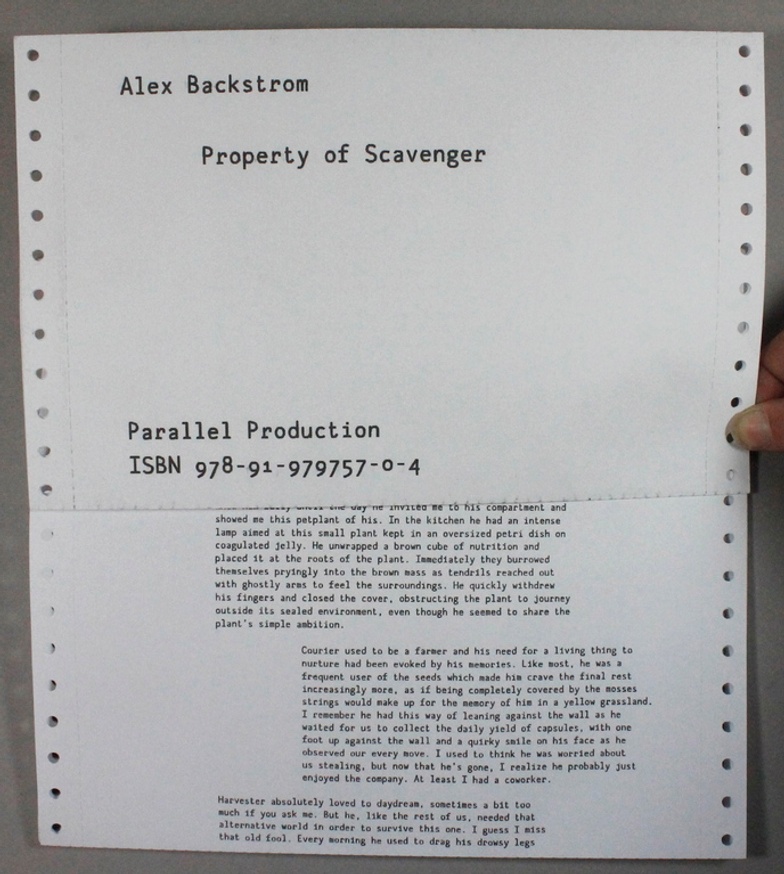 Alex Backstrom
Property of Scavenger
Parallel Production
ISBN 978-91-979757-0-4
until the day he invited me to his compartment and
showed me this petplant of his. In the kitchen he had an intense
lamp aimed at this small plant kept in an oversized petri dish on
coagulated jelly. He unwrapped a brown cube of nutrition and
placed it at the roots of the plant. Immediately they burrowed
themselves pryingly into the brown mass as tendrils reached out
with ghostly arms to feel the surroundings. He quickly withdrew
his fingers and closed the cover, obstructing the plant to journey
outside its sealed environment, even though he seemed to share the
plant's simple ambition.
Courier used to be a farmer and his need for a living thing to
nurture had been evoked by his memories. Like most, he was a
frequent user of the seeds which made him crave the final rest
increasingly more, as if being completely covered by the mosses
strings would make up for the memory of him in a yellow grassland.
I remember he had this way of leaning against the wall as he
waited for us to collect the daily yield of capsules, with one
foot up against the wall and a quirky smile on his face as he
observed our every move. I used to think he was worried about
us stealing, but now that he's gone, I realize he probably just
enjoyed the company. At least I had a coworker.
Harvester absolutely loved to daydream, sometimes a bit too
much if you ask me. But he, like the rest of us, needed that
alternative world in order to survive this one. I guess I miss
that old fool. Every morning he used to drag his drowsy legs